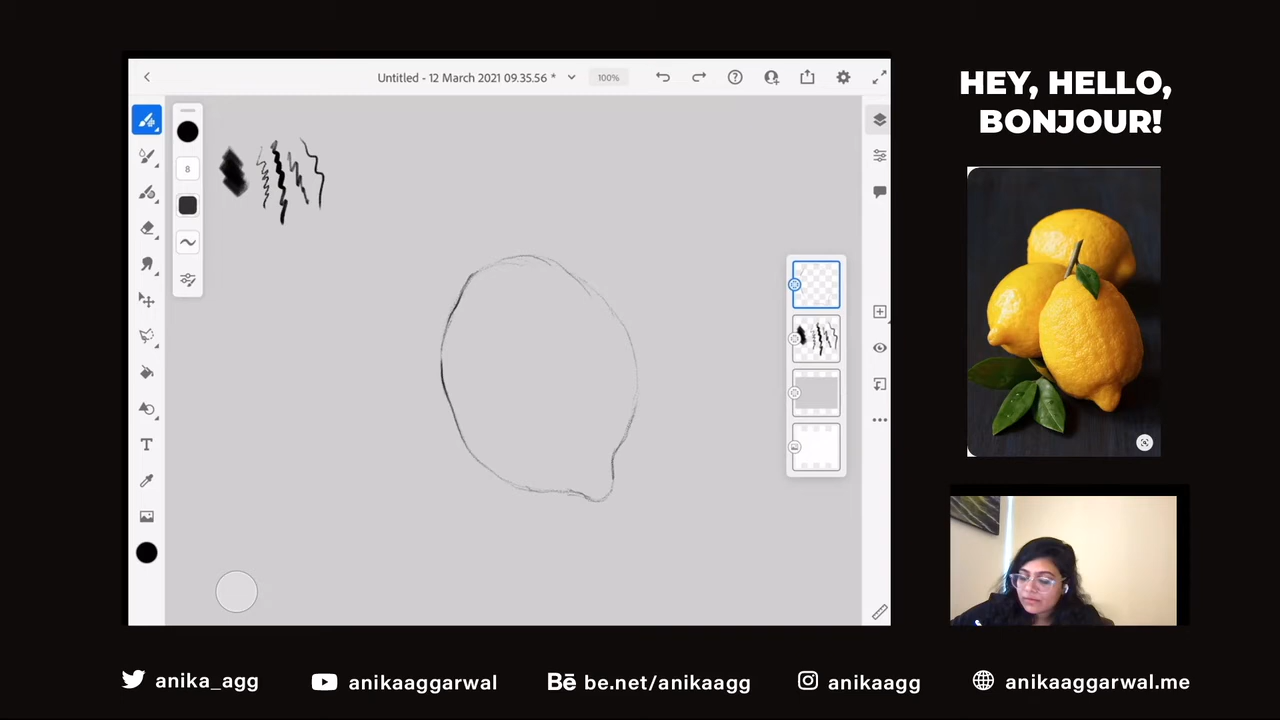 Untitled - 12 March 2021 09.35.56 *
100%
8
T
HEY, HELLO,
BONJOUR!
anika_agg
anikaaggarwal
Bē be.net/anikaagg
anikaagg
anikaaggarwal.me